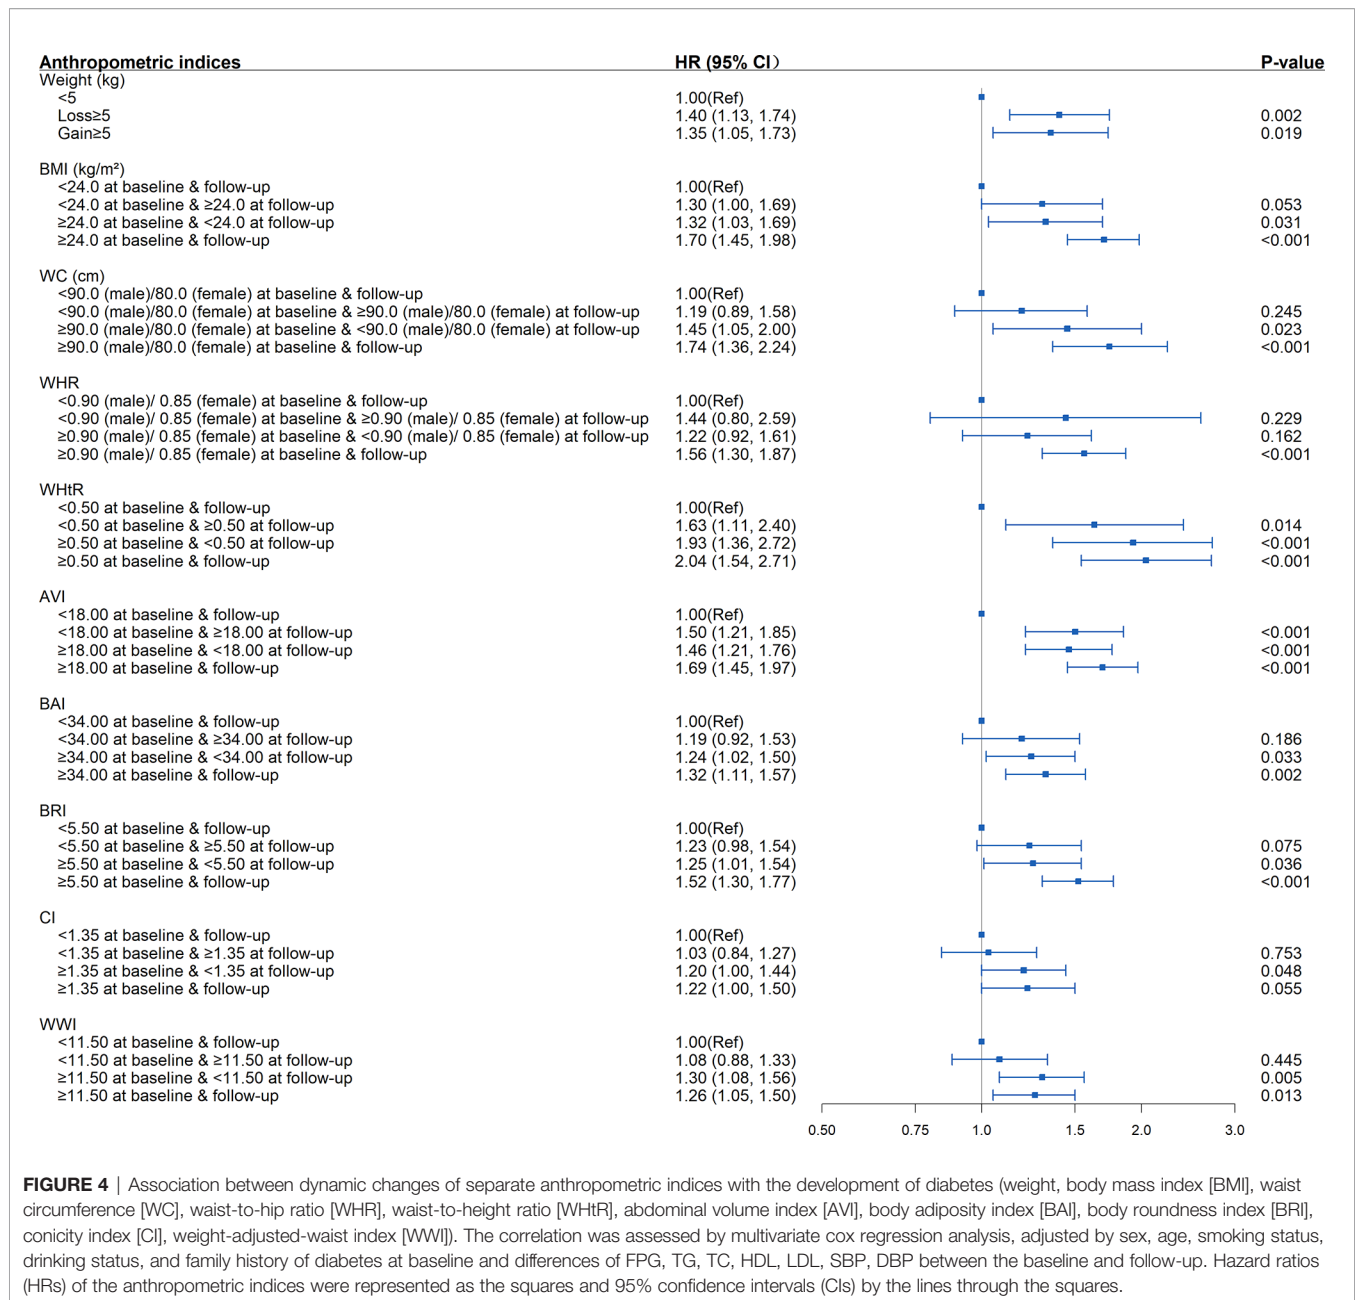 Anthropometric indices HR (95% CI) P-value
Weight (kg)
<5 1.00(Ref)
Loss≥5 1.40 (1.13, 1.74) 0.002
Gain≥5 1.35 (1.05, 1.73) 0.019
BMI (kg/m²)
<24.0 at baseline & follow-up 1.00(Ref)
<24.0 at baseline & ≥24.0 at follow-up 1.30 (1.00, 1.69) 0.053
≥24.0 at baseline & <24.0 at follow-up 1.32 (1.03, 1.69) 0.031
≥24.0 at baseline & follow-up 1.70 (1.45, 1.98) <0.001
WC (cm)
<90.0 (male)/80.0 (female) at baseline & follow-up 1.00(Ref)
<90.0 (male)/80.0 (female) at baseline & ≥90.0 (male)/80.0 (female) at follow-up 1.19 (0.89, 1.58) 0.245
≥90.0 (male)/80.0 (female) at baseline & <90.0 (male)/80.0 (female) at follow-up 1.45 (1.05, 2.00) 0.023
≥90.0 (male)/80.0 (female) at baseline & follow-up 1.74 (1.36, 2.24) <0.001
WHR
<0.90 (male)/ 0.85 (female) at baseline & follow-up 1.00(Ref)
<0.90 (male)/ 0.85 (female) at baseline & ≥0.90 (male)/ 0.85 (female) at follow-up 1.44 (0.80, 2.59) 0.229
≥0.90 (male)/ 0.85 (female) at baseline & <0.90 (male)/ 0.85 (female) at follow-up 1.22 (0.92, 1.61) 0.162
≥0.90 (male)/ 0.85 (female) at baseline & follow-up 1.56 (1.30, 1.87) <0.001
WHtR
<0.50 at baseline & follow-up 1.00(Ref)
<0.50 at baseline & ≥0.50 at follow-up 1.63 (1.11, 2.40) 0.014
≥0.50 at baseline & <0.50 at follow-up 1.93 (1.36, 2.72) <0.001
≥0.50 at baseline & follow-up 2.04 (1.54, 2.71) <0.001
AVI
<18.00 at baseline & follow-up 1.00(Ref)
<18.00 at baseline & ≥18.00 at follow-up 1.50 (1.21, 1.85) <0.001
≥18.00 at baseline & <18.00 at follow-up 1.46 (1.21, 1.76) <0.001
≥18.00 at baseline & follow-up 1.69 (1.45, 1.97) <0.001
BAI
<34.00 at baseline & follow-up 1.00(Ref)
<34.00 at baseline & ≥34.00 at follow-up 1.19 (0.92, 1.53) 0.186
≥34.00 at baseline & <34.00 at follow-up 1.24 (1.02, 1.50) 0.033
≥34.00 at baseline & follow-up 1.32 (1.11, 1.57) 0.002
BRI
<5.50 at baseline & follow-up 1.00(Ref)
<5.50 at baseline & ≥5.50 at follow-up 1.23 (0.98, 1.54) 0.075
≥5.50 at baseline & <5.50 at follow-up 1.25 (1.01, 1.54) 0.036
≥5.50 at baseline & follow-up 1.52 (1.30, 1.77) <0.001
CI
<1.35 at baseline & follow-up 1.00(Ref)
<1.35 at baseline & ≥1.35 at follow-up 1.03 (0.84, 1.27) 0.753
≥1.35 at baseline & <1.35 at follow-up 1.20 (1.00, 1.44) 0.048
≥1.35 at baseline & follow-up 1.22 (1.00, 1.50) 0.055
WWI
<11.50 at baseline & follow-up 1.00(Ref)
<11.50 at baseline & ≥11.50 at follow-up 1.08 (0.88, 1.33) 0.445
≥11.50 at baseline & <11.50 at follow-up 1.30 (1.08, 1.56) 0.005
≥11.50 at baseline & follow-up 1.26 (1.05, 1.50) 0.013
0.50 0.75 1.0 1.5 2.0 3.0
FIGURE 4 | Association between dynamic changes of separate anthropometric indices with the development of diabetes (weight, body mass index [BMI], waist
circumference [WC], waist-to-hip ratio [WHR], waist-to-height ratio [WHtR], abdominal volume index [AVI], body adiposity index [BAI], body roundness index [BRI],
conicity index [CI], weight-adjusted-waist index [WWI]). The correlation was assessed by multivariate cox regression analysis, adjusted by sex, age, smoking status,
drinking status, and family history of diabetes at baseline and differences of FPG, TG, TC, HDL, LDL, SBP, DBP between the baseline and follow-up. Hazard ratios
(HRs) of the anthropometric indices were represented as the squares and 95% confidence intervals (CIs) by the lines through the squares.